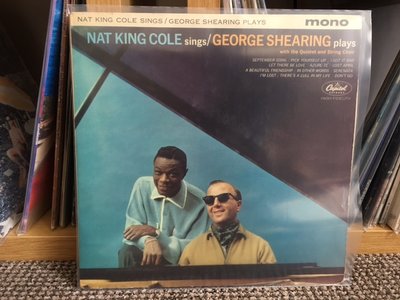 NAT KING COLE SINGS/GEORGE SHEARING PLAYS
mono
NAT KING COLE sings/GEORGE SHEARING plays
with the Quintet and String Choir
SEPTEMBER SONG · PICK YOURSELF UP · I GOT IT BAD
LET THERE BE LOVE · AZURE-TE · LOST APRIL
A BEAUTIFUL FRIENDSHIP · IN OTHER WORDS · SERENATA
I'M LOST · THERE'S A LULL IN MY LIFE · DON'T GO
Capitol
HIGH FIDELITY